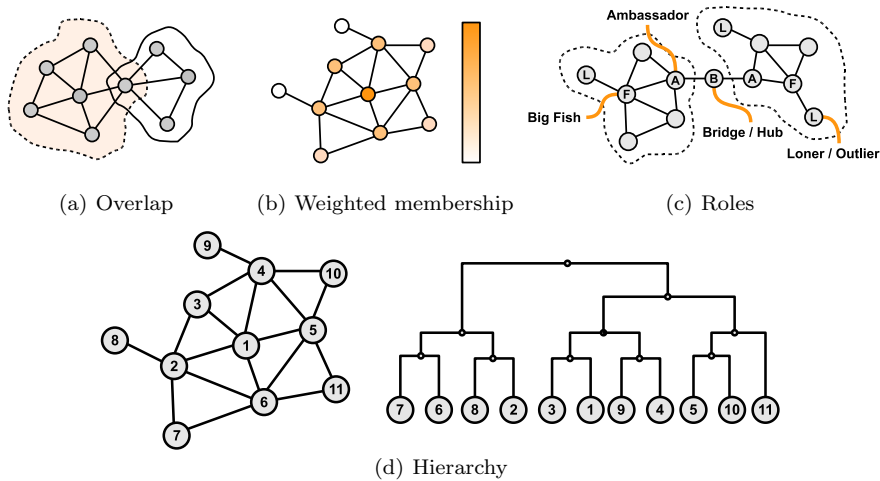 Ambassador
L
L
F
A
B
A
F
L
Big Fish
Bridge / Hub
Loner / Outlier
(a) Overlap
(b) Weighted membership
(c) Roles
9
4
10
3
8
1
5
2
6
11
7
7 6 8 2 3 1 9 4 5 10 11
(d) Hierarchy